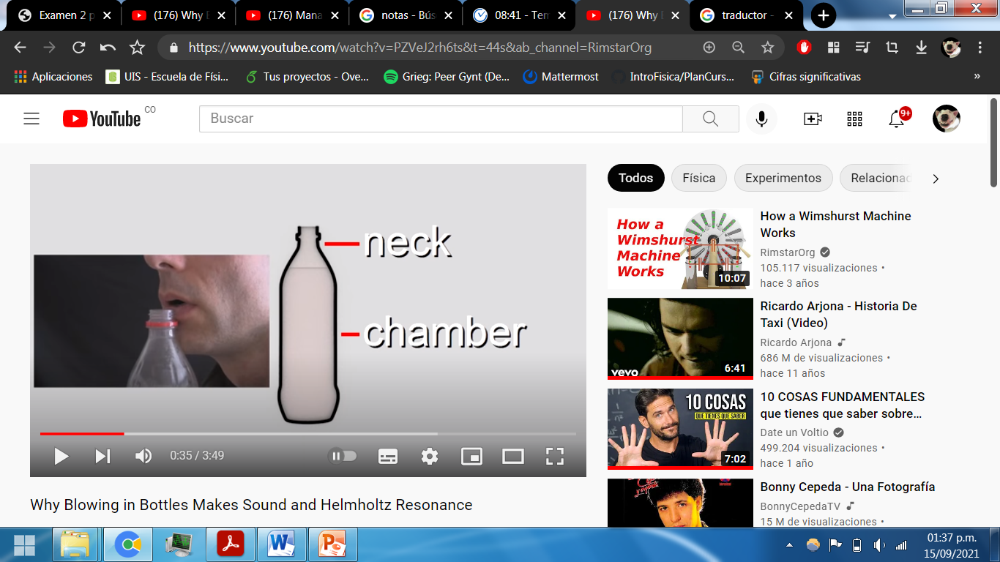 Examen 2 p
(176) Why E
(176) Mana
notas - Bús
08:41 - Tem
(176) Why E
traductor -
https://www.youtube.com/watch?v=PZVeJ2rh6ts&t=44s&ab_channel=RimstarOrg
Aplicaciones
UIS - Escuela de Físi...
Tus proyectos - Ove...
Grieg: Peer Gynt (De...
Mattermost
IntroFisica/PlanCurs...
Cifras significativas
»
YouTube CO
Buscar
9+
neck
chamber
0:35 / 3:49
Why Blowing in Bottles Makes Sound and Helmholtz Resonance
Todos
Física
Experimentos
Relacionad
How a
Wimshurst
Machine
Works
10:07
How a Wimshurst Machine
Works
RimstarOrg
105.117 visualizaciones •
hace 3 años
vevo
6:41
Ricardo Arjona - Historia De
Taxi (Video)
Ricardo Arjona
686 M de visualizaciones •
hace 11 años
10 COSAS
QUE TIENES QUE SABER
7:02
10 COSAS FUNDAMENTALES
que tienes que saber sobre...
Date un Voltio
499.204 visualizaciones •
hace 1 año
Bonny Cepeda - Una Fotografía
BonnyCepedaTV
15 M de visualizaciones •
01:37 p.m.
15/09/2021